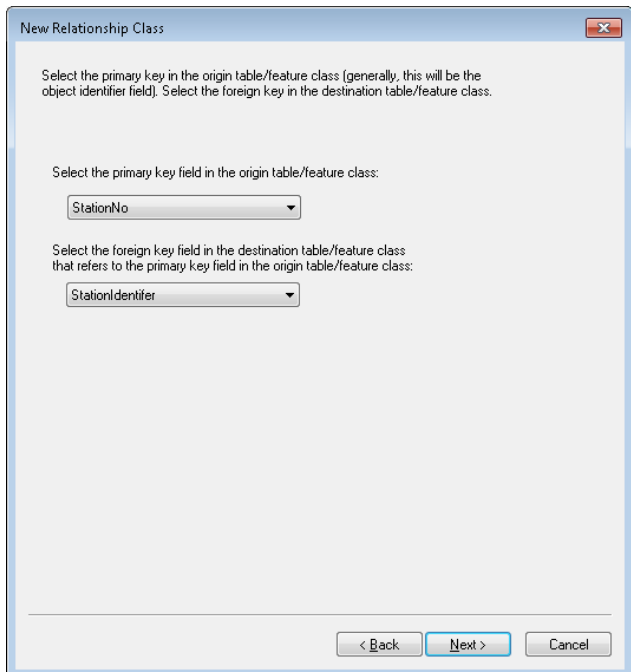 New Relationship Class
Select the primary key in the origin table/feature class (generally, this will be the
object identifier field). Select the foreign key in the destination table/feature class.
Select the primary key field in the origin table/feature class:
StationNo
Select the foreign key field in the destination table/feature class
that refers to the primary key field in the origin table/feature class:
StationIdentifer
< Back
Next >
Cancel